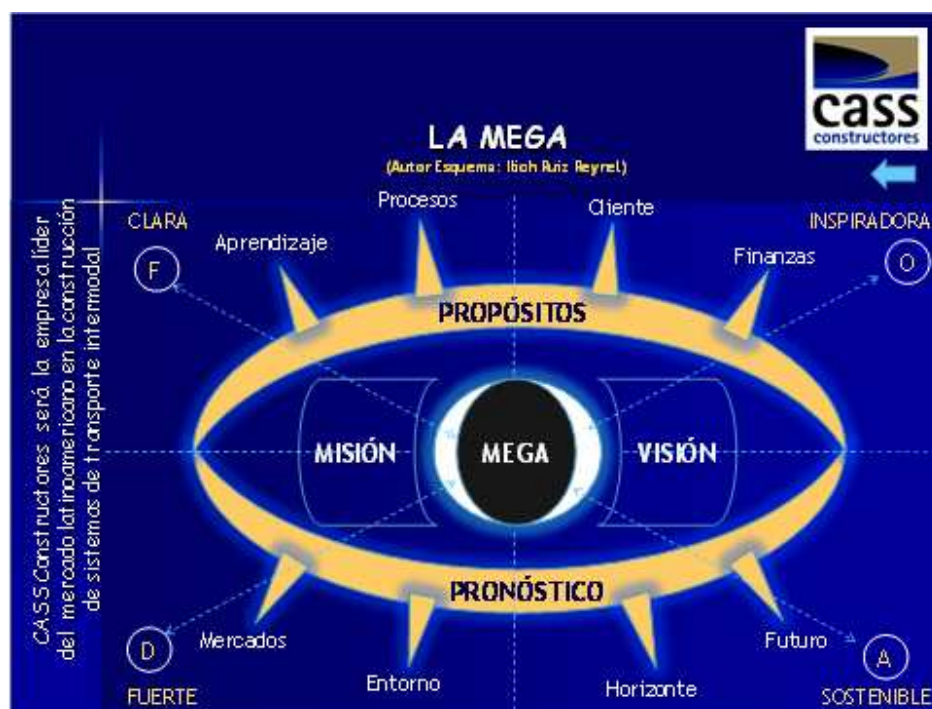 cass
constructores
LA MEGA
(Autor Esquema: Iboh Ruiz Reyrel)
Procesos
Cliente
CLARA
INSPIRADORA
Aprendizaje
Finanzas
F
O
PROPÓSITOS
MISIÓN
MEGA
VISIÓN
PRONÓSTICO
Mercados
Futuro
D
A
Entorno
Horizonte
FUERTE
SOSTENIBLE
CASS Constructores será la empresa líder
del mercado latinoamericano en la construcción
de sistemas de transporte intermodal